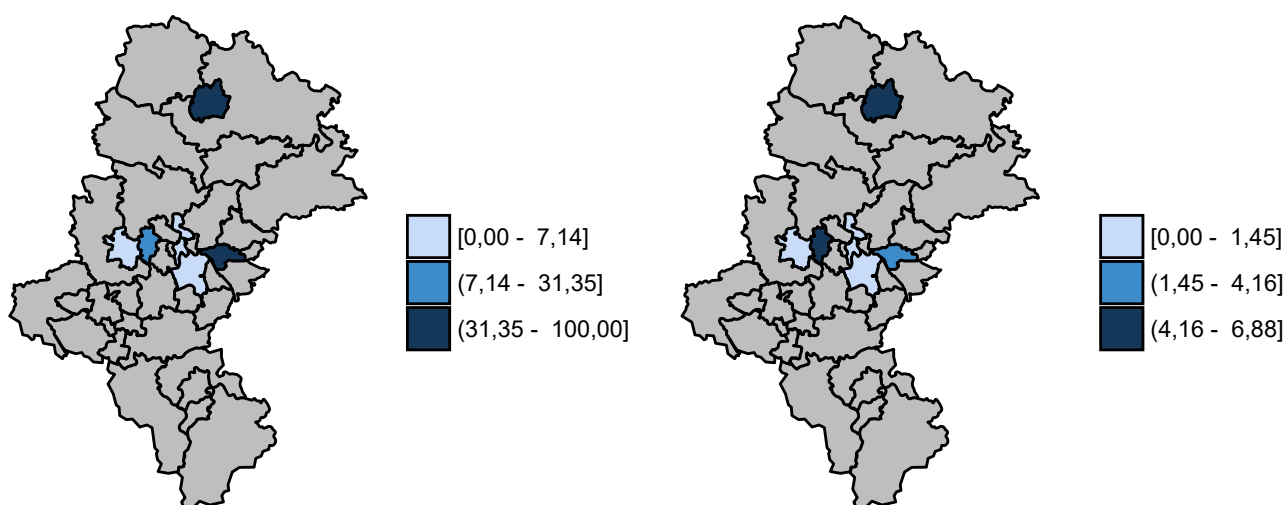 [0,00 - 7,14]
(7,14 - 31,35]
(31,35 - 100,00]
[0,00 - 1,45]
(1,45 - 4,16]
(4,16 - 6,88]